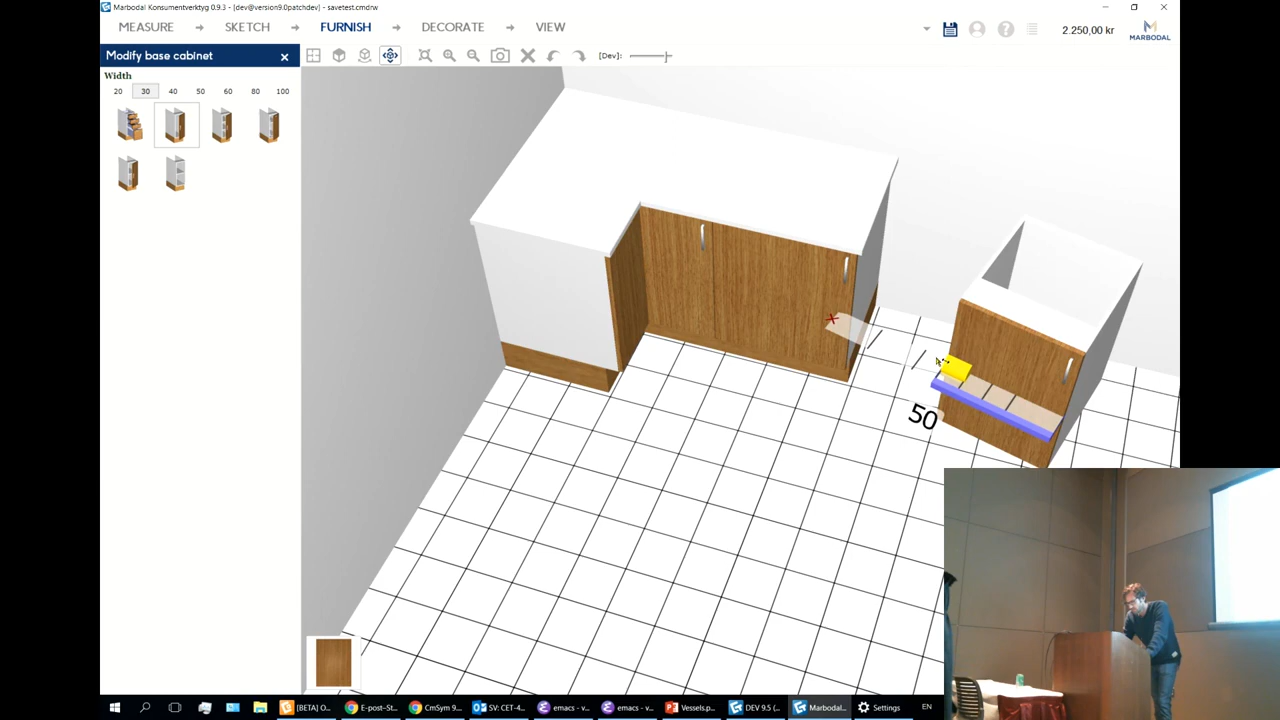 Marbodal Konsumentverktyg 0.9.3 - (dev@version9.0patchdev) - savetest.cmdrw
MEASURE → SKETCH → FURNISH → DECORATE → VIEW
2.250,00 kr
MARBODAL
Modify base cabinet
[Dev]:
Width
20 30 40 50 60 80 100
50
[BETA] O...
E-post–St...
CmSym 9....
SV: CET-4...
emacs - v...
emacs - v...
Vessels.p...
DEV 9.5 (...
Marbodal...
Settings
EN